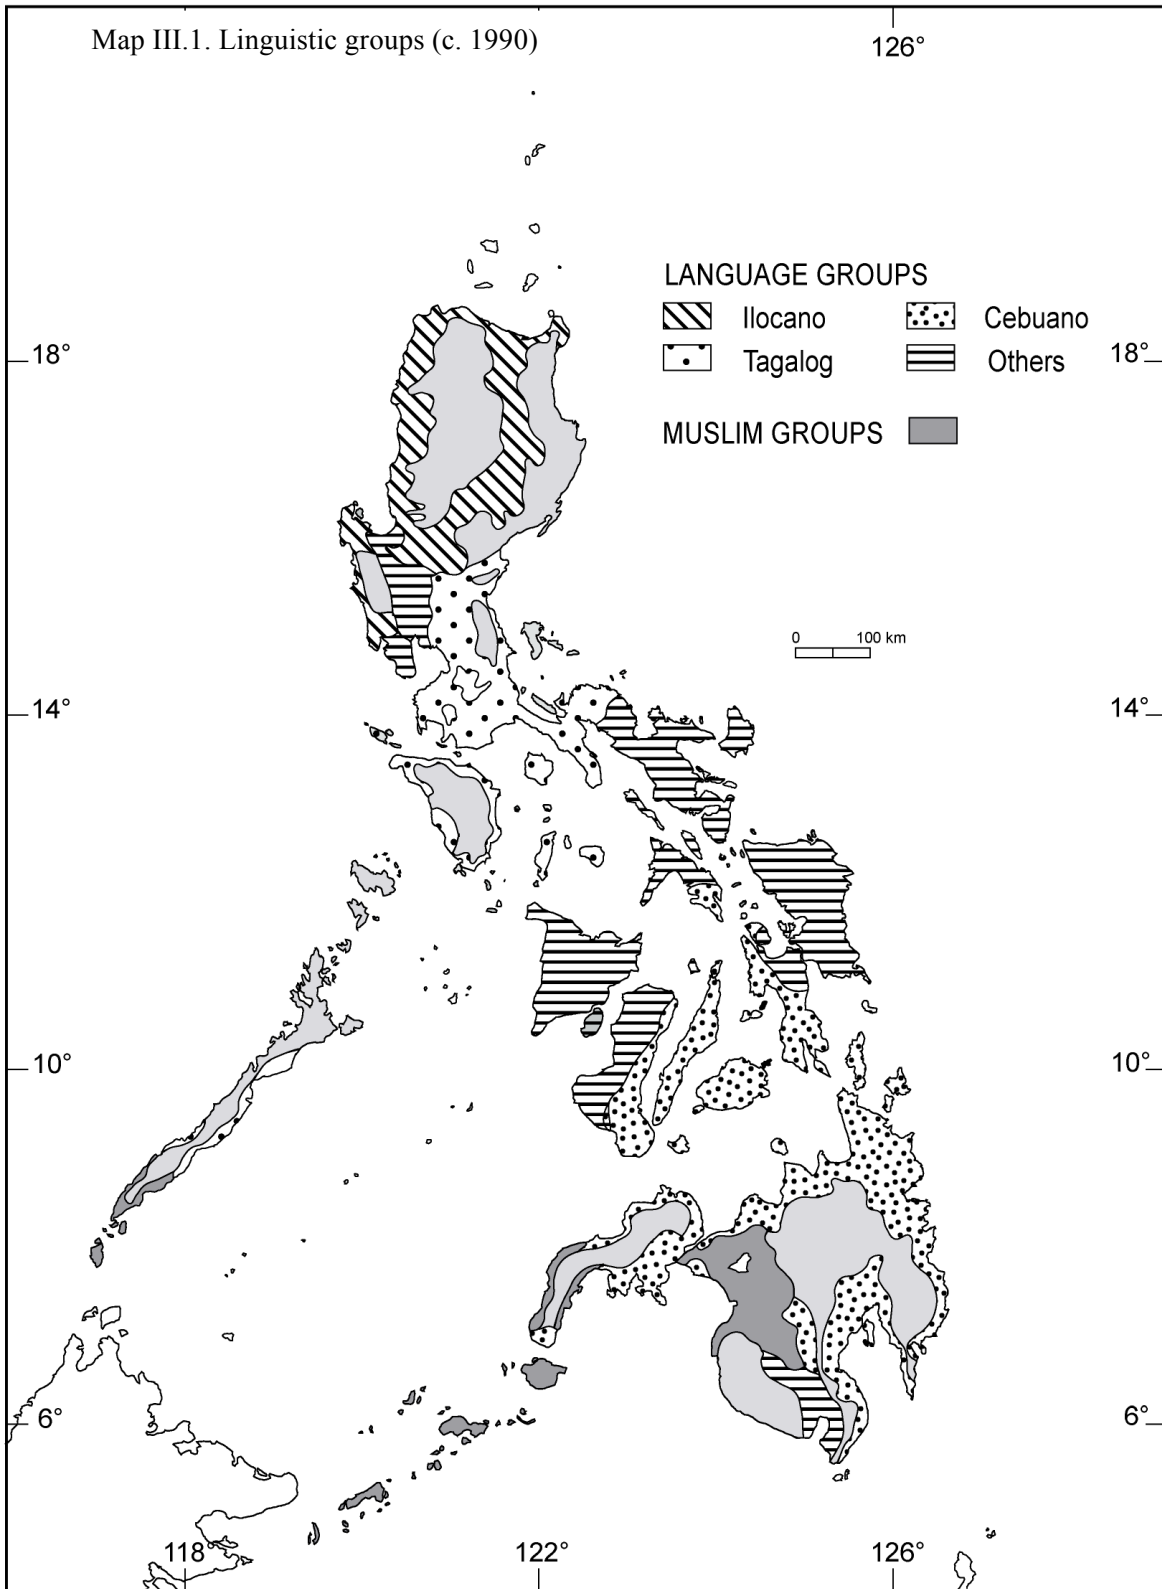 Map III.1. Linguistic groups (c. 1990)
126°
LANGUAGE GROUPS
Ilocano
Cebuano
Tagalog
Others
MUSLIM GROUPS
18°
18°
0 100 km
14°
14°
10°
10°
6°
6°
118°
122°
126°